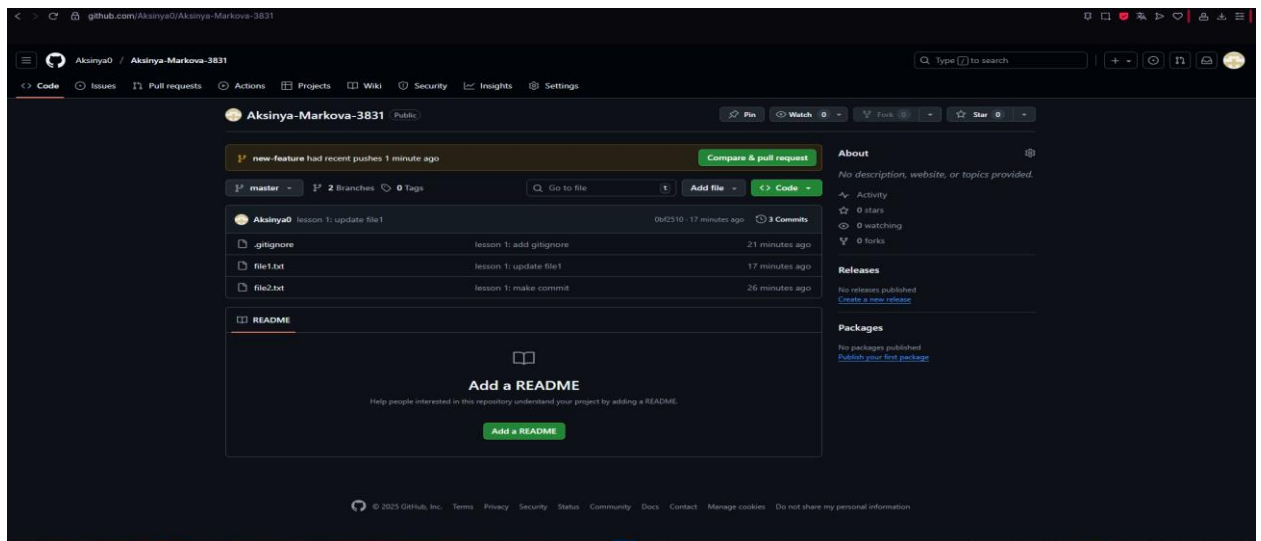 github.com/Aksinya0/Aksinya-Markova-3831
Aksinya0 / Aksinya-Markova-3831
Type / to search
<> Code Issues Pull requests Actions Projects Wiki Security Insights Settings
Aksinya-Markova-3831 Public
Pin Watch 0 Fork 0 Star 0
new-feature had recent pushes 1 minute ago
Compare & pull request
master 2 Branches 0 Tags
Go to file t
Add file
<> Code
Aksinya0 lesson 1: update file1 0bf2510 · 17 minutes ago 3 Commits
.gitignore lesson 1: add gitignore 21 minutes ago
file1.txt lesson 1: update file1 17 minutes ago
file2.txt lesson 1: make commit 26 minutes ago
README
Add a README
Help people interested in this repository understand your project by adding a README.
Add a README
About
No description, website, or topics provided.
Activity
0 stars
0 watching
0 forks
Releases
No releases published
Create a new release
Packages
No packages published
Publish your first package
© 2025 GitHub, Inc. Terms Privacy Security Status Community Docs Contact Manage cookies Do not share my personal information